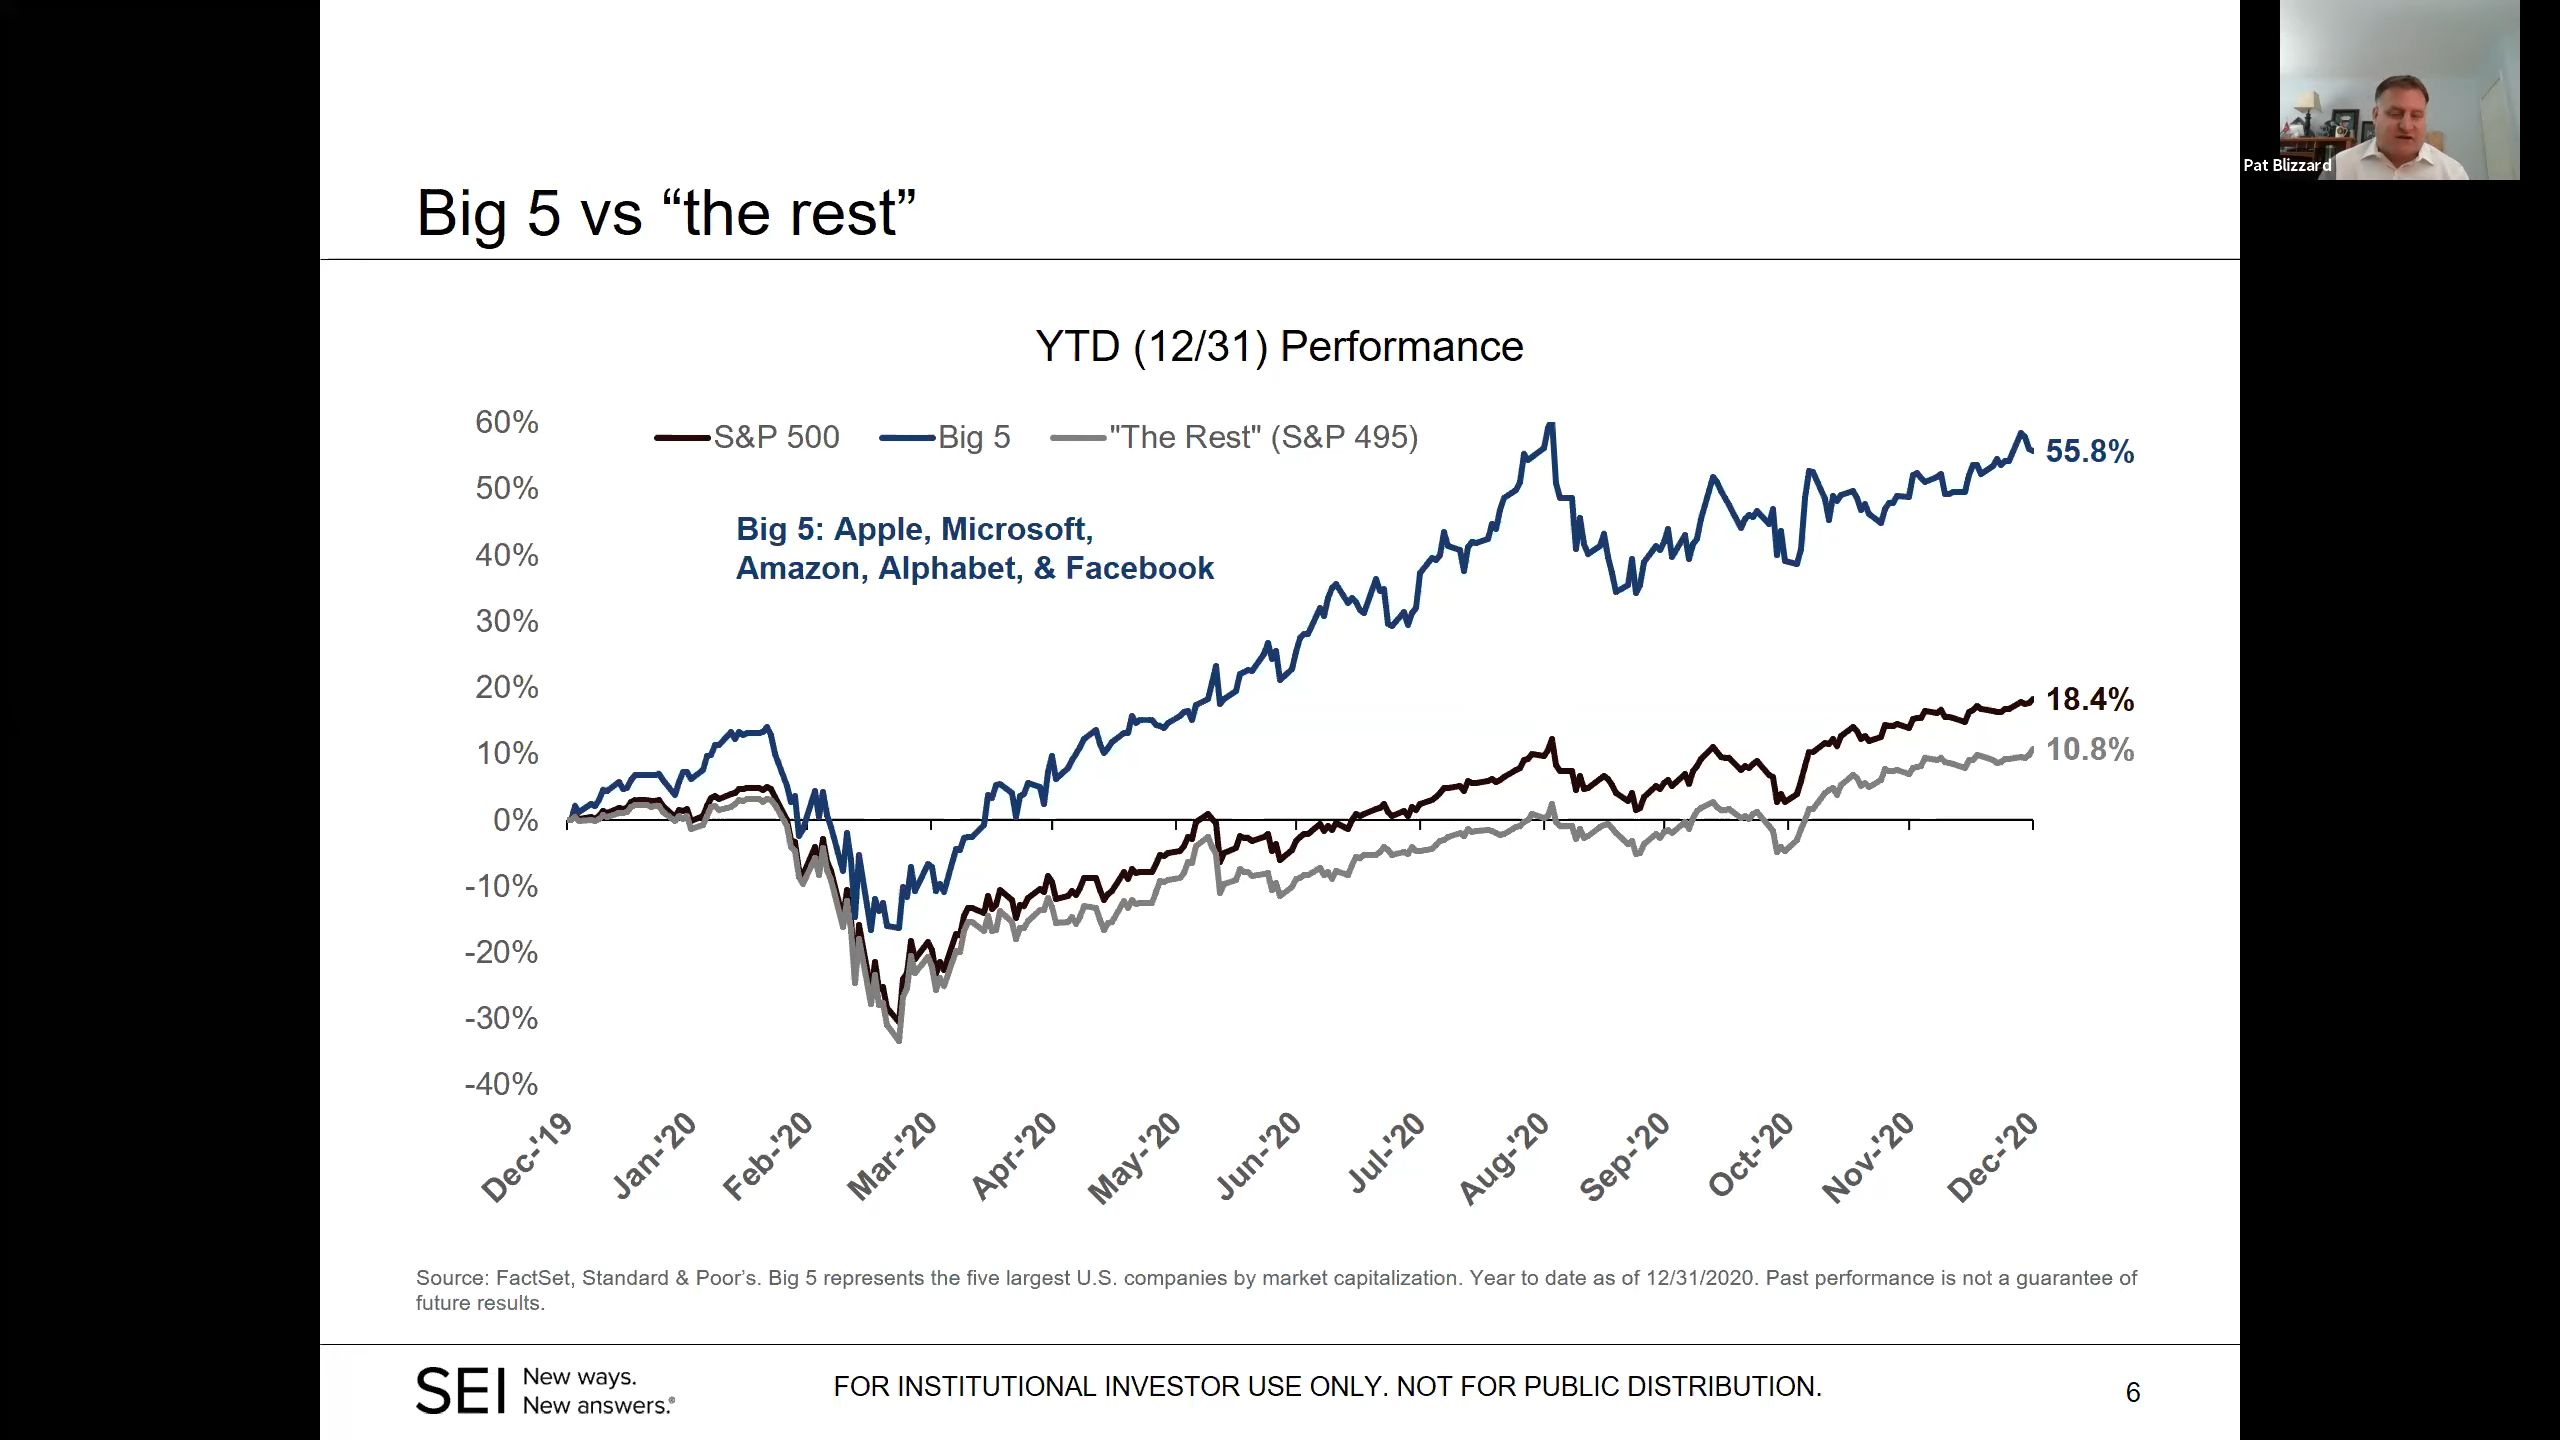 Pat Blizzard
Big 5 vs “the rest”
YTD (12/31) Performance
S&P 500 Big 5 "The Rest" (S&P 495)
Big 5: Apple, Microsoft,
Amazon, Alphabet, & Facebook
60%
50%
40%
30%
20%
10%
0%
-10%
-20%
-30%
-40%
55.8%
18.4%
10.8%
Dec-'19 Jan-'20 Feb-'20 Mar-'20 Apr-'20 May-'20 Jun-'20 Jul-'20 Aug-'20 Sep-'20 Oct-'20 Nov-'20 Dec-'20
Source: FactSet, Standard & Poor’s. Big 5 represents the five largest U.S. companies by market capitalization. Year to date as of 12/31/2020. Past performance is not a guarantee of
future results.
SEI New ways.
New answers.®
FOR INSTITUTIONAL INVESTOR USE ONLY. NOT FOR PUBLIC DISTRIBUTION.
6